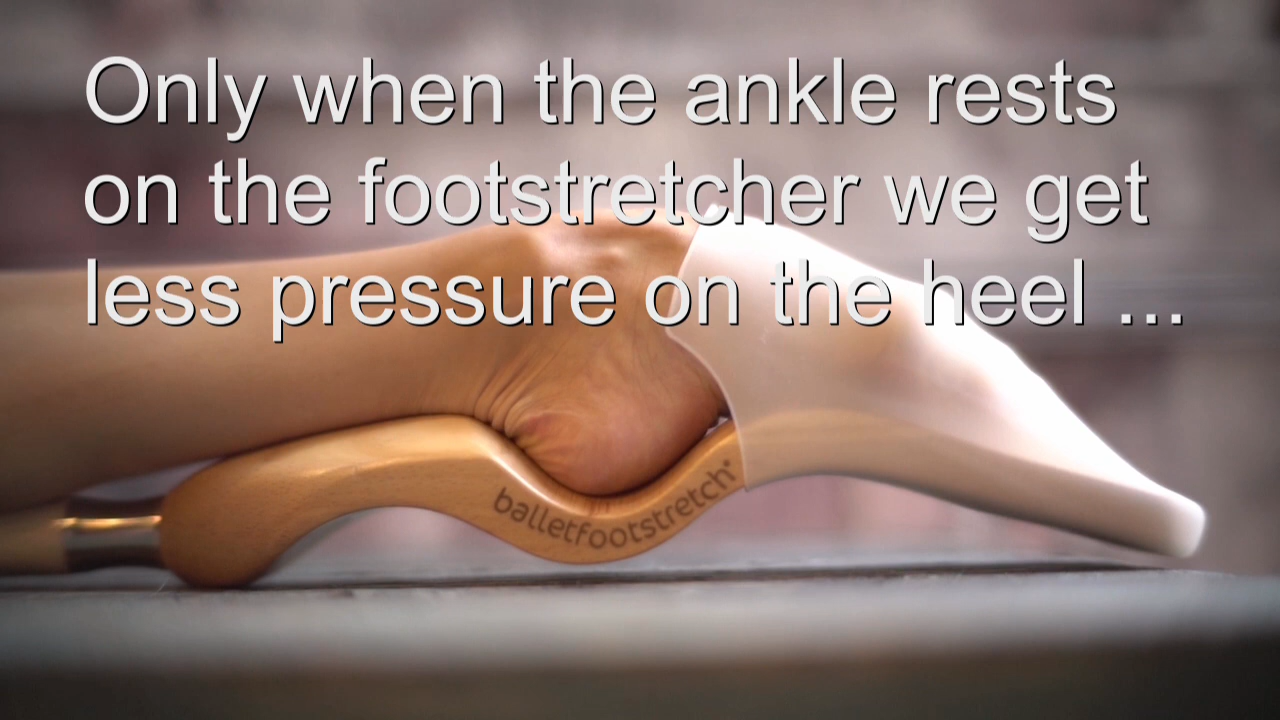 Only when the ankle rests
on the footstretcher we get
less pressure on the heel ...
balletfootstretch®